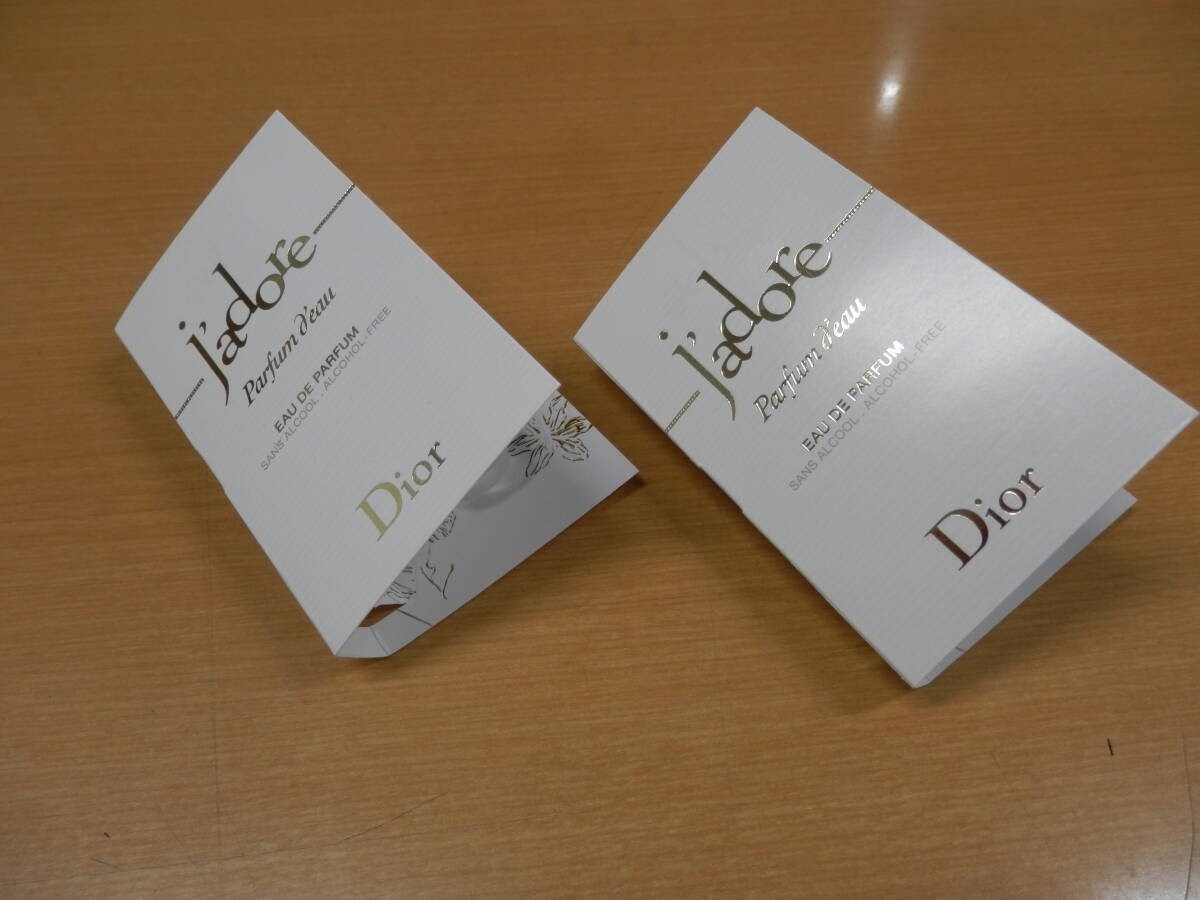 j'adore
Parfum d'eau
EAU DE PARFUM
SANS ALCOOL . ALCOHOL-FREE
Dior
j'adore
Parfum d'eau
EAU DE PARFUM
SANS ALCOOL . ALCOHOL-FREE
Dior